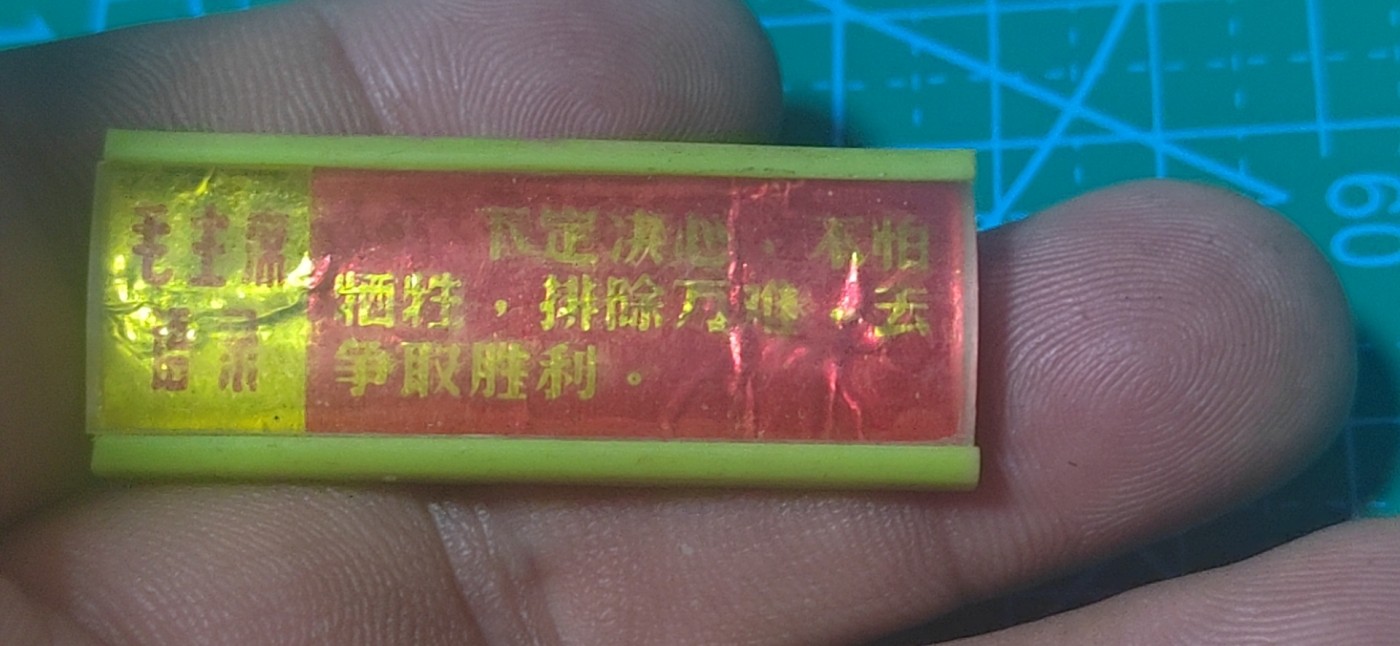 毛主席
语录
下定决心，不怕
牺牲，排除万难，去
争取胜利。
60